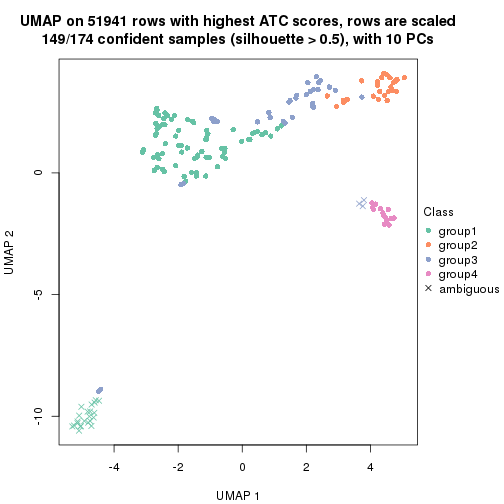 UMAP on 51941 rows with highest ATC scores, rows are scaled
149/174 confident samples (silhouette > 0.5), with 10 PCs
0
-5
-10
UMAP 2
-4
-2
0
2
4
UMAP 1
Class
group1
group2
group3
group4
ambiguous